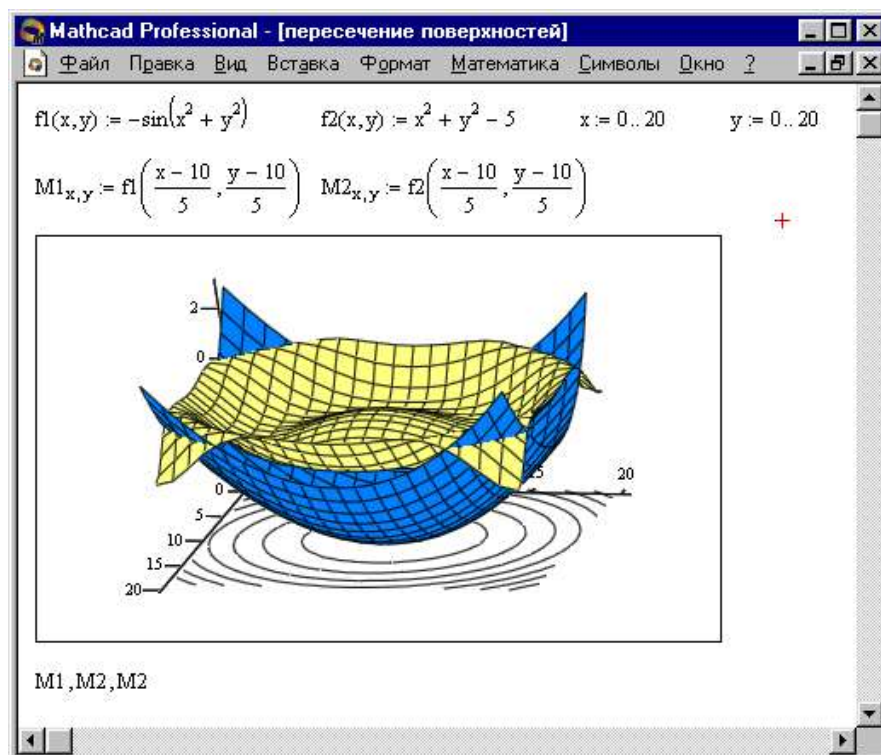 Mathcad Professional - [пересечение поверхностей]
Файл Правка Вид Вставка Формат Математика Символы Окно ?
f1(x,y) := -sin(x² + y²) f2(x,y) := x² + y² - 5 x := 0..20 y := 0..20
M1x,y := f1((x - 10)/5, (y - 10)/5) M2x,y := f2((x - 10)/5, (y - 10)/5)
2
0
20
0
5
10
15
20
M1,M2,M2